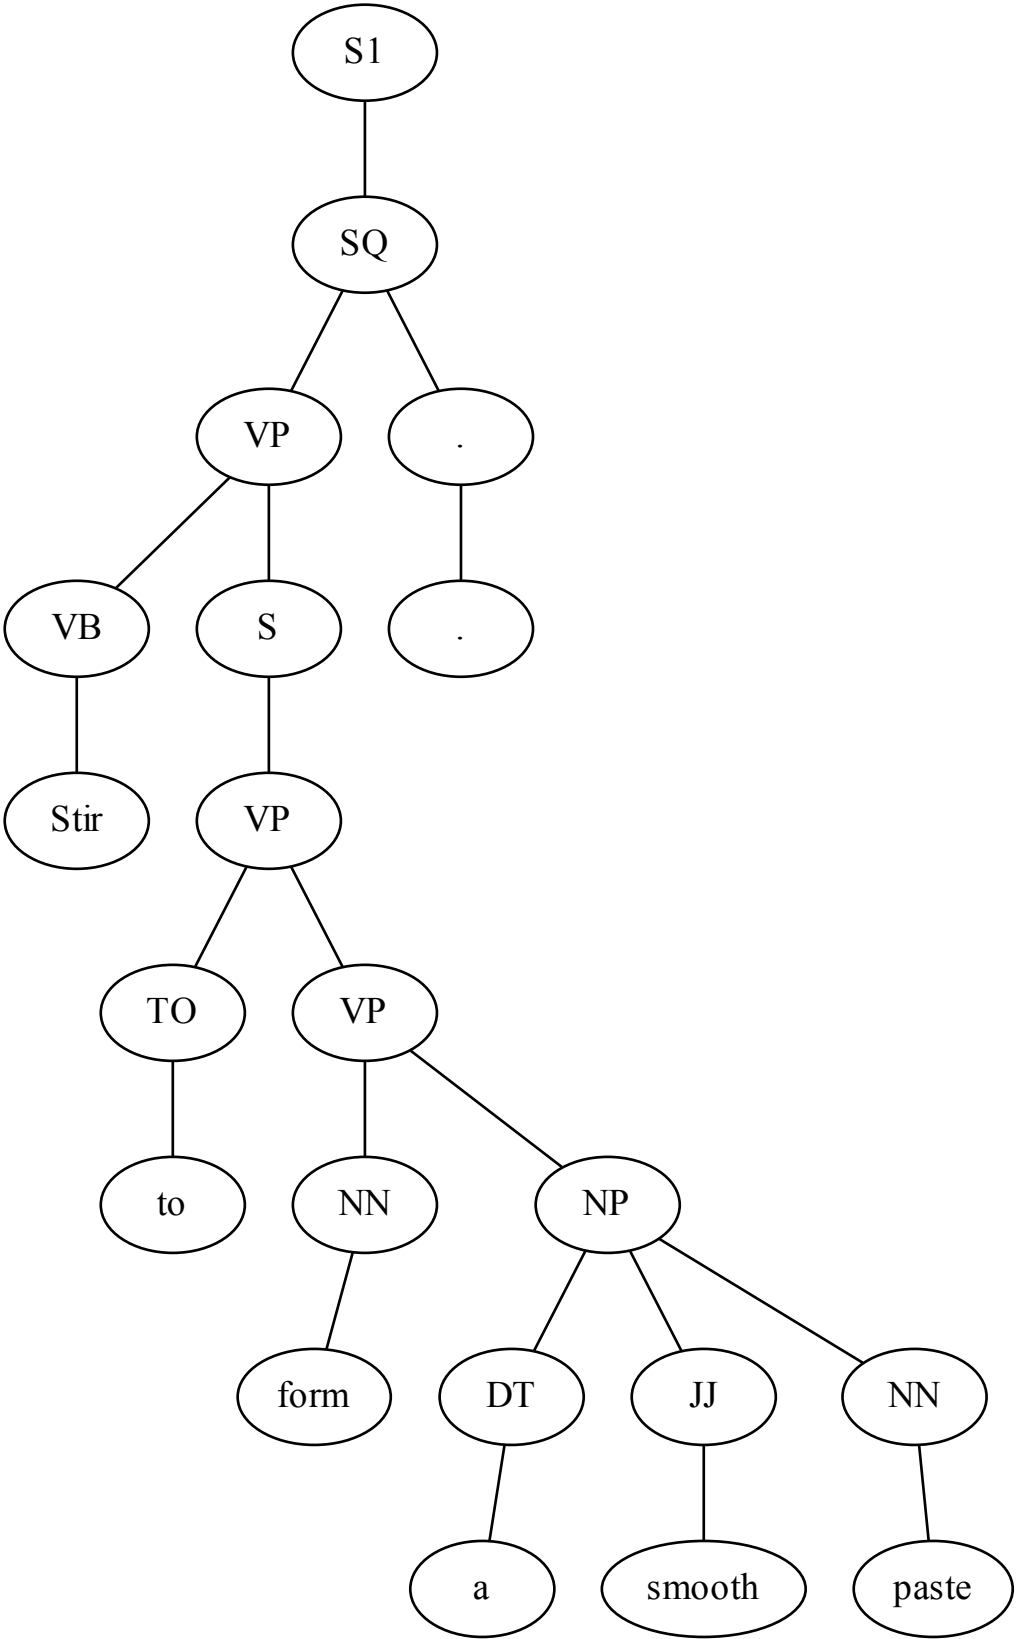 S1
SQ
VP .
VB S .
Stir VP
TO VP
to NN NP
form DT JJ NN
a smooth paste